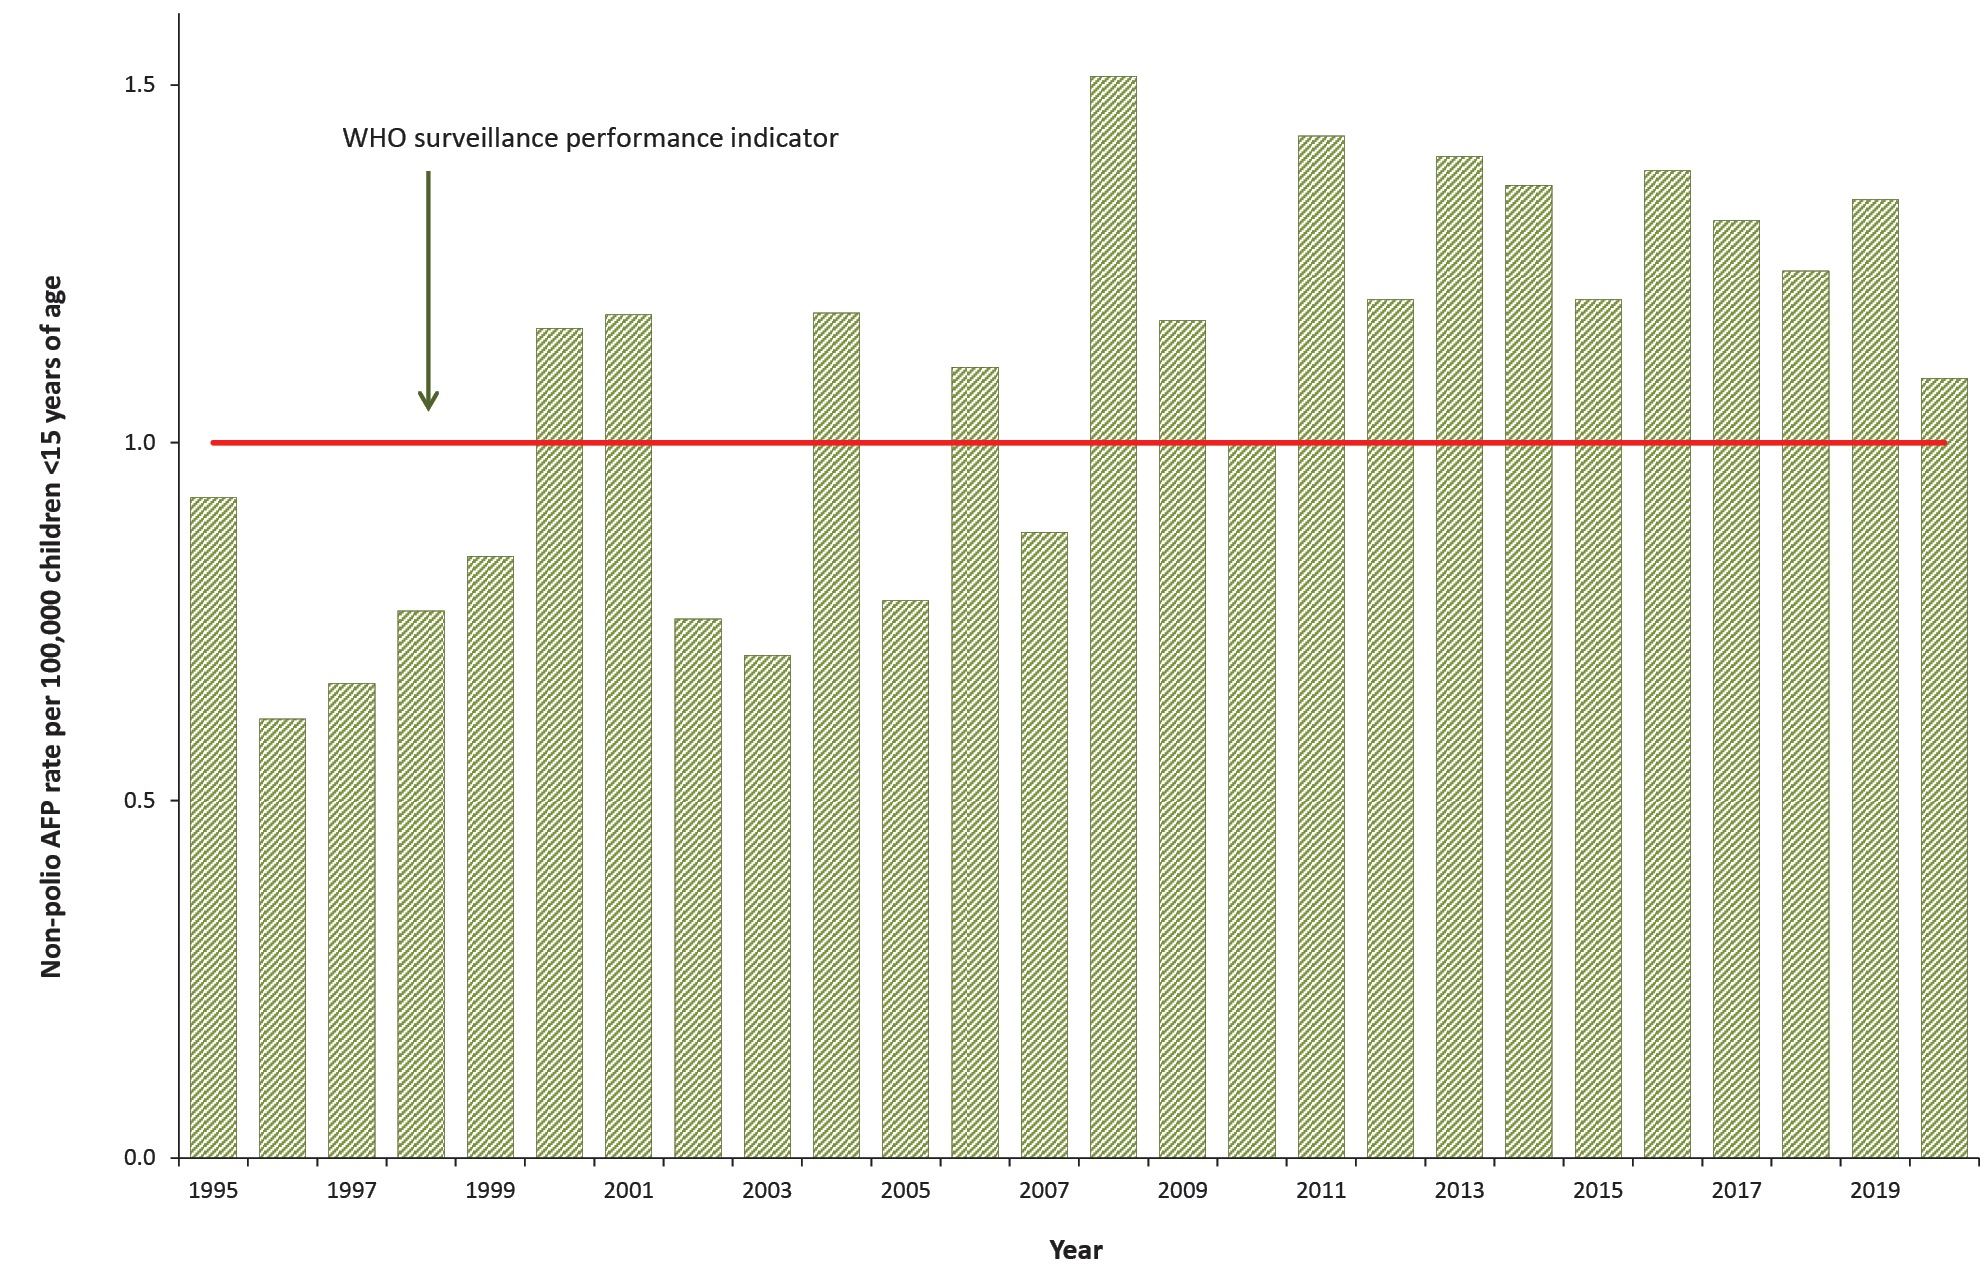 1.5
WHO surveillance performance indicator
1.0
0.5
0.0
Non-polio AFP rate per 100,000 children <15 years of age
1995 1997 1999 2001 2003 2005 2007 2009 2011 2013 2015 2017 2019
Year